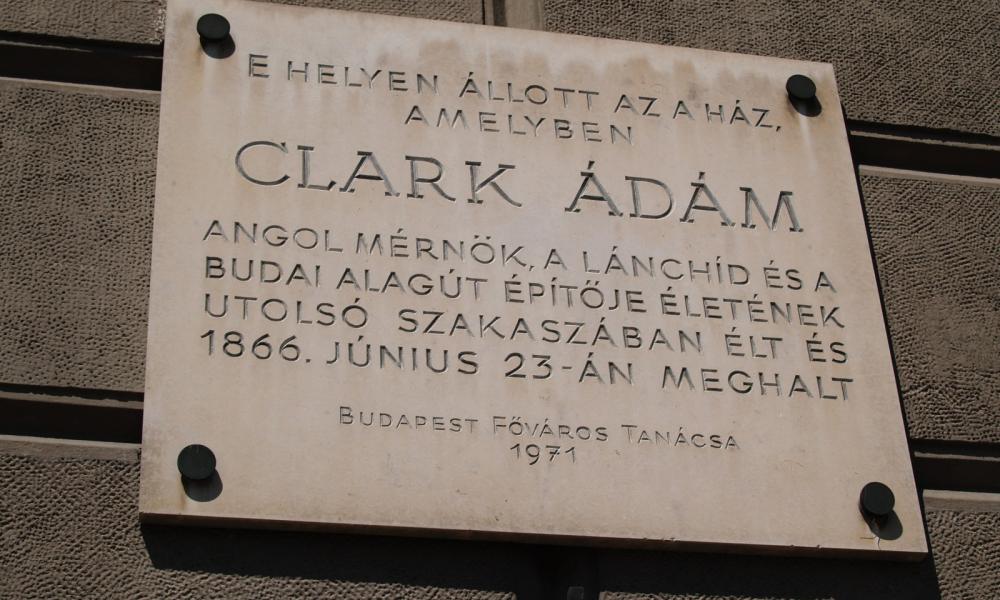 E HELYEN ÁLLOTT AZ A HÁZ,
AMELYBEN
CLARK ÁDÁM
ANGOL MÉRNÖK, A LÁNCHÍD ÉS A
BUDAI ALAGÚT ÉPÍTŐJE ÉLETÉNEK
UTOLSÓ SZAKASZÁBAN ÉLT ÉS
1866. JÚNIUS 23-ÁN MEGHALT
BUDAPEST FŐVÁROS TANÁCSA
1971